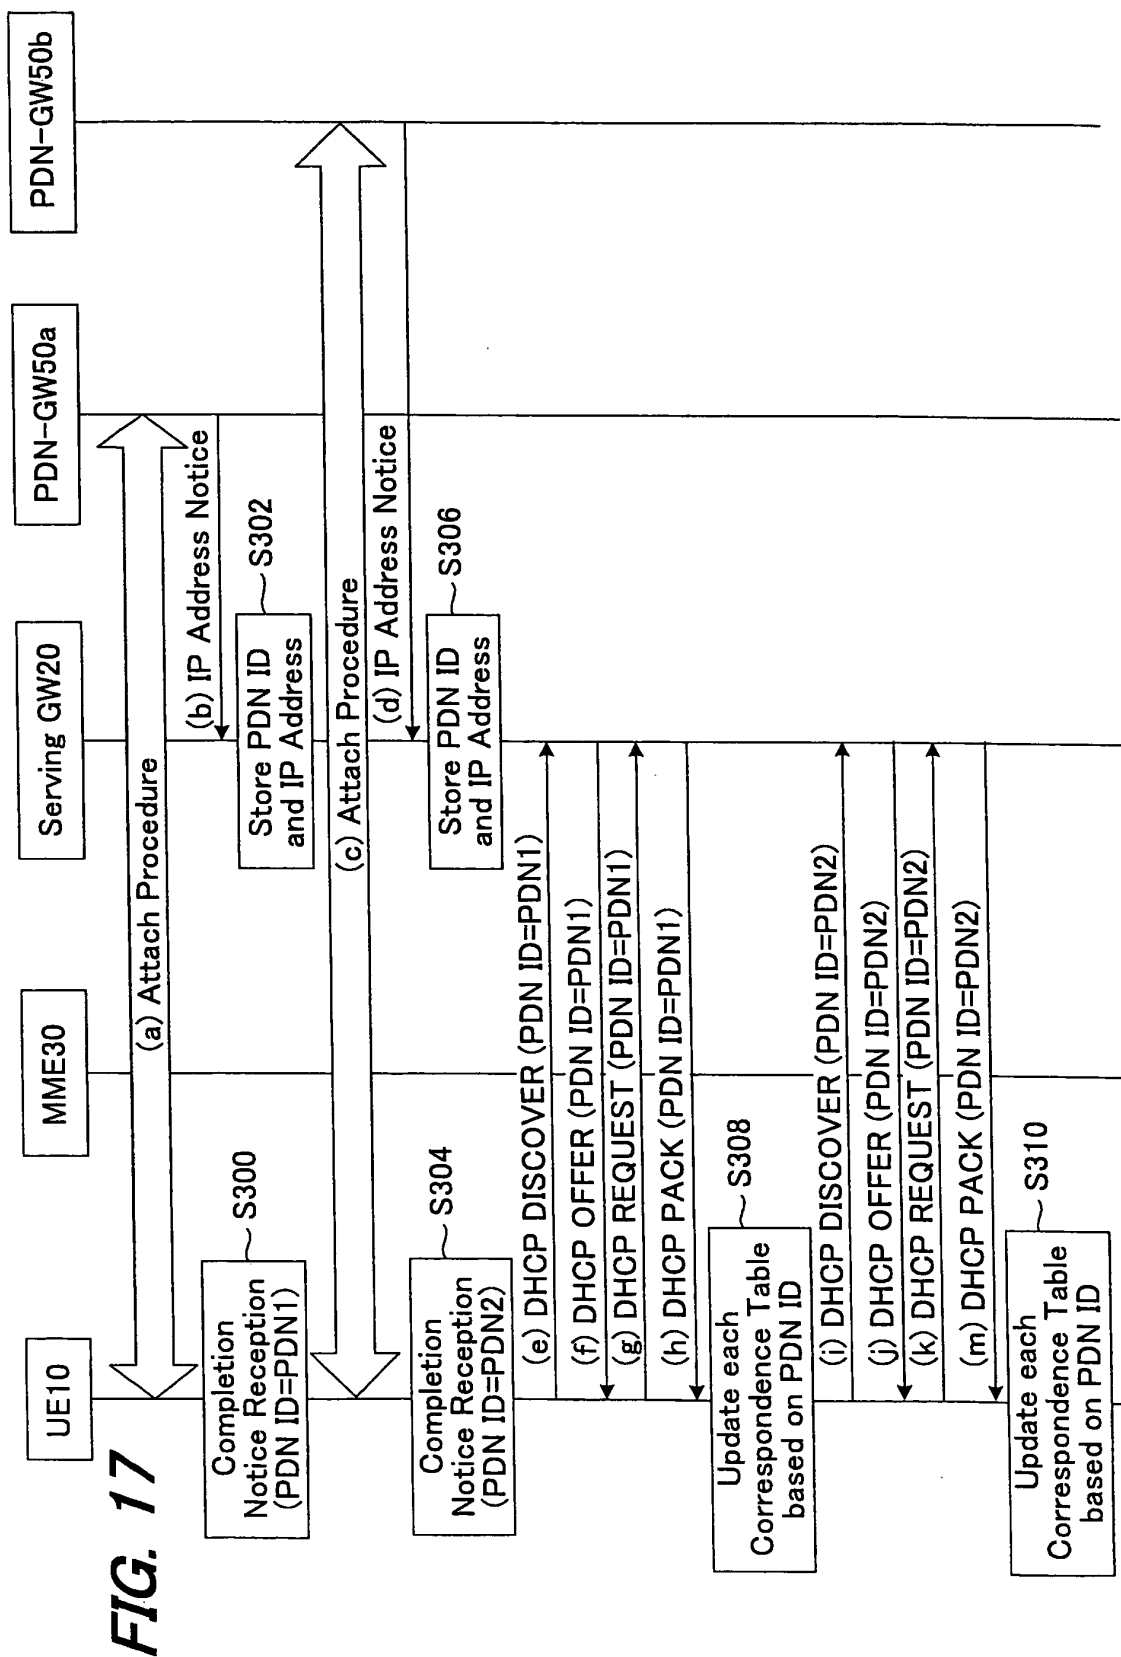 FIG. 17
UE10
MME30
Serving GW20
PDN-GW50a
PDN-GW50b
(a) Attach Procedure
(b) IP Address Notice
Completion
Notice Reception
(PDN ID=PDN1)
S300
Store PDN ID
and IP Address
S302
(c) Attach Procedure
(d) IP Address Notice
Completion
Notice Reception
(PDN ID=PDN2)
S304
Store PDN ID
and IP Address
S306
(e) DHCP DISCOVER (PDN ID=PDN1)
(f) DHCP OFFER (PDN ID=PDN1)
(g) DHCP REQUEST (PDN ID=PDN1)
(h) DHCP PACK (PDN ID=PDN1)
Update each
Correspondence Table
based on PDN ID
S308
(i) DHCP DISCOVER (PDN ID=PDN2)
(j) DHCP OFFER (PDN ID=PDN2)
(k) DHCP REQUEST (PDN ID=PDN2)
(m) DHCP PACK (PDN ID=PDN2)
Update each
Correspondence Table
based on PDN ID
S310